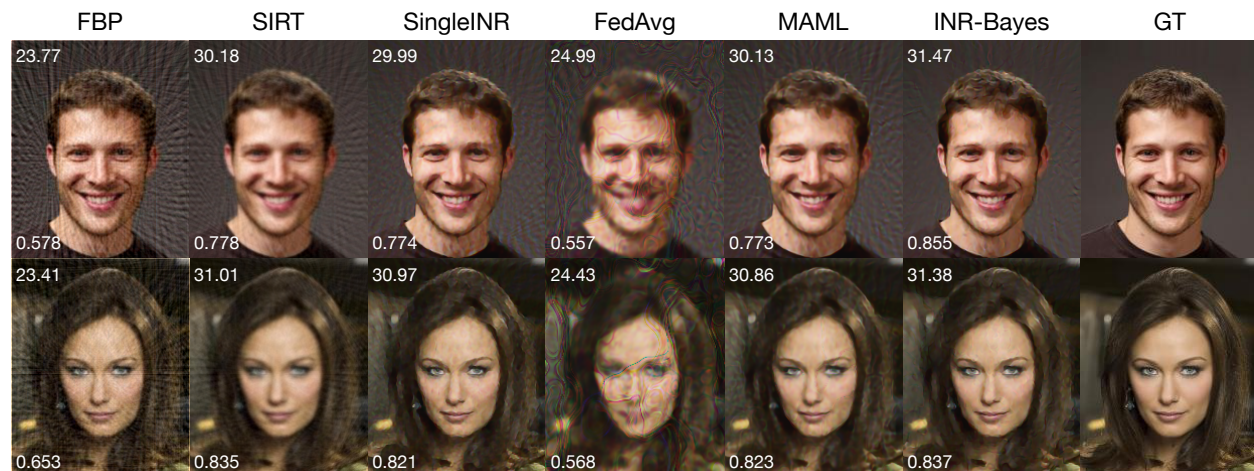 FBP SIRT SingleINR FedAvg MAML INR-Bayes GT
23.77 30.18 29.99 24.99 30.13 31.47
0.578 0.778 0.774 0.557 0.773 0.855
23.41 31.01 30.97 24.43 30.86 31.38
0.653 0.835 0.821 0.568 0.823 0.837